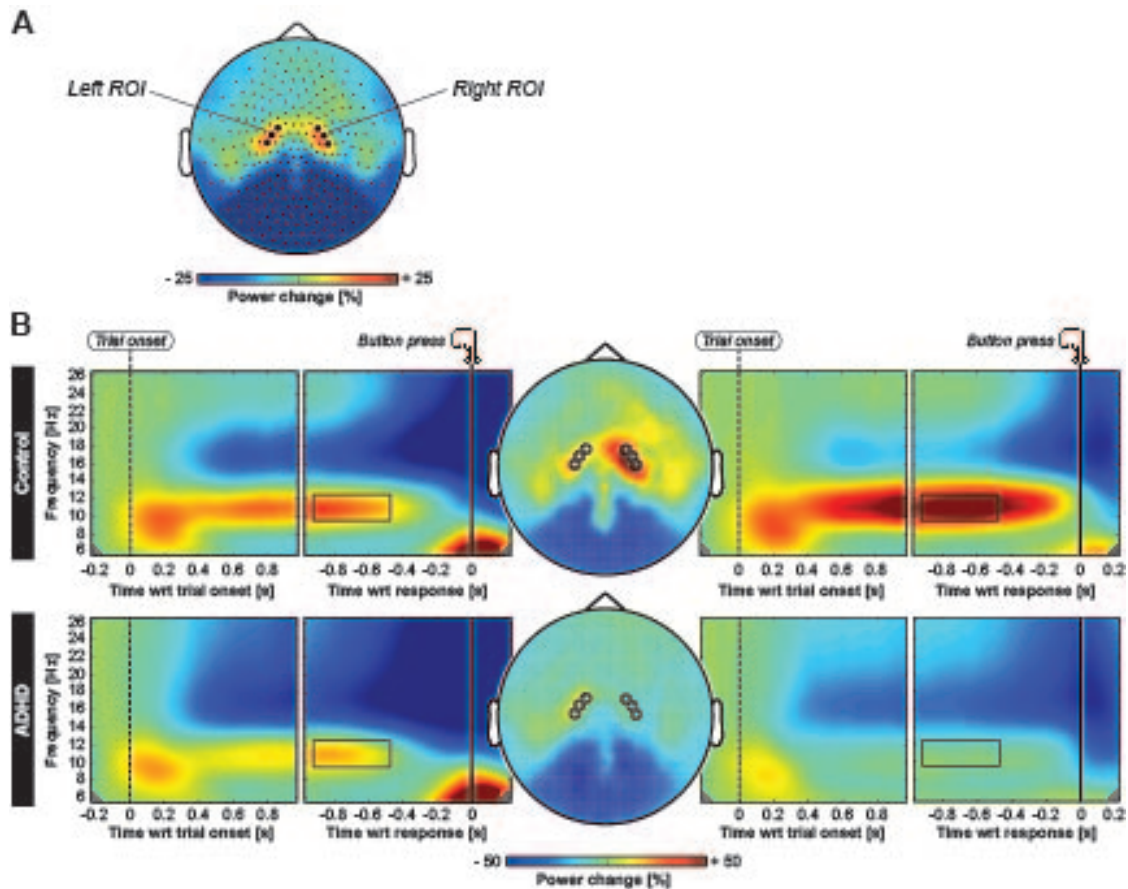 A
Left ROI
Right ROI
- 25
+ 25
Power change [%]
B
Trial onset
Button press
Trial onset
Button press
Control
Frequency [Hz]
26
24
22
20
18
16
14
12
10
8
6
-0.2 0 0.2 0.4 0.6 0.8
-0.8 -0.6 -0.4 -0.2 0
0 0.2 0.4 0.6 0.8
-0.8 -0.6 -0.4 -0.2 0 0.2
Time wrt trial onset [s]
Time wrt response [s]
Time wrt trial onset [s]
Time wrt response [s]
ADHD
Frequency [Hz]
26
24
22
20
18
16
14
12
10
8
6
-0.2 0 0.2 0.4 0.6 0.8
-0.8 -0.6 -0.4 -0.2 0
-0.2 0 0.2 0.4 0.6 0.8
-0.8 -0.6 -0.4 -0.2 0 0.2
Time wrt trial onset [s]
Time wrt response [s]
Time wrt trial onset [s]
Time wrt response [s]
- 50
Power change [%]